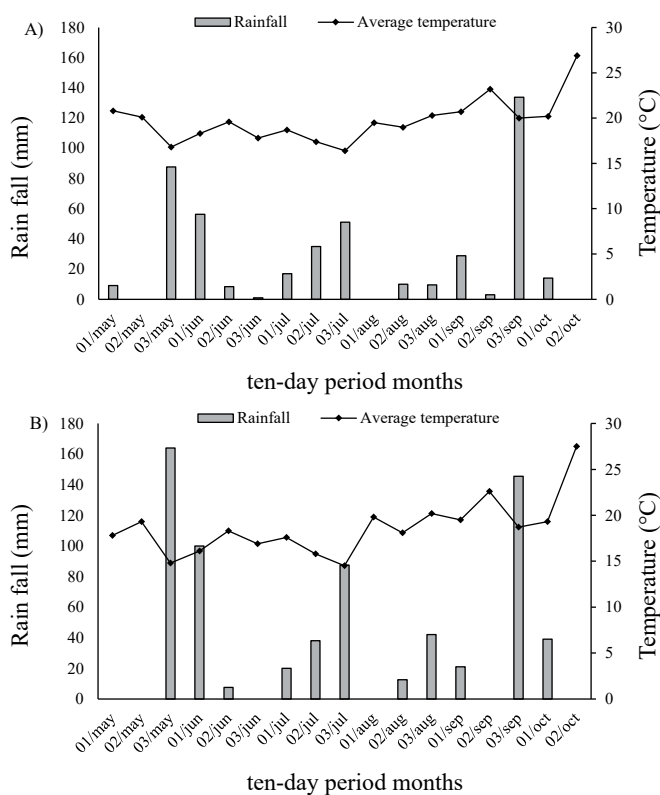 A)
Rainfall Average temperature
180
160
140
120
100
80
60
40
20
0
Rain fall (mm)
30
25
20
15
10
5
0
Temperature (°C)
01/may
02/may
03/may
01/jun
02/jun
03/jun
01/jul
02/jul
03/jul
01/aug
02/aug
03/aug
01/sep
02/sep
03/sep
01/oct
02/oct
ten-day period months
B)
Rainfall Average temperature
180
160
140
120
100
80
60
40
20
0
Rain fall (mm)
30
25
20
15
10
5
0
Temperature (°C)
01/may
02/may
03/may
01/jun
02/jun
03/jun
01/jul
02/jul
03/jul
01/aug
02/aug
03/aug
01/sep
02/sep
03/sep
01/oct
02/oct
ten-day period months